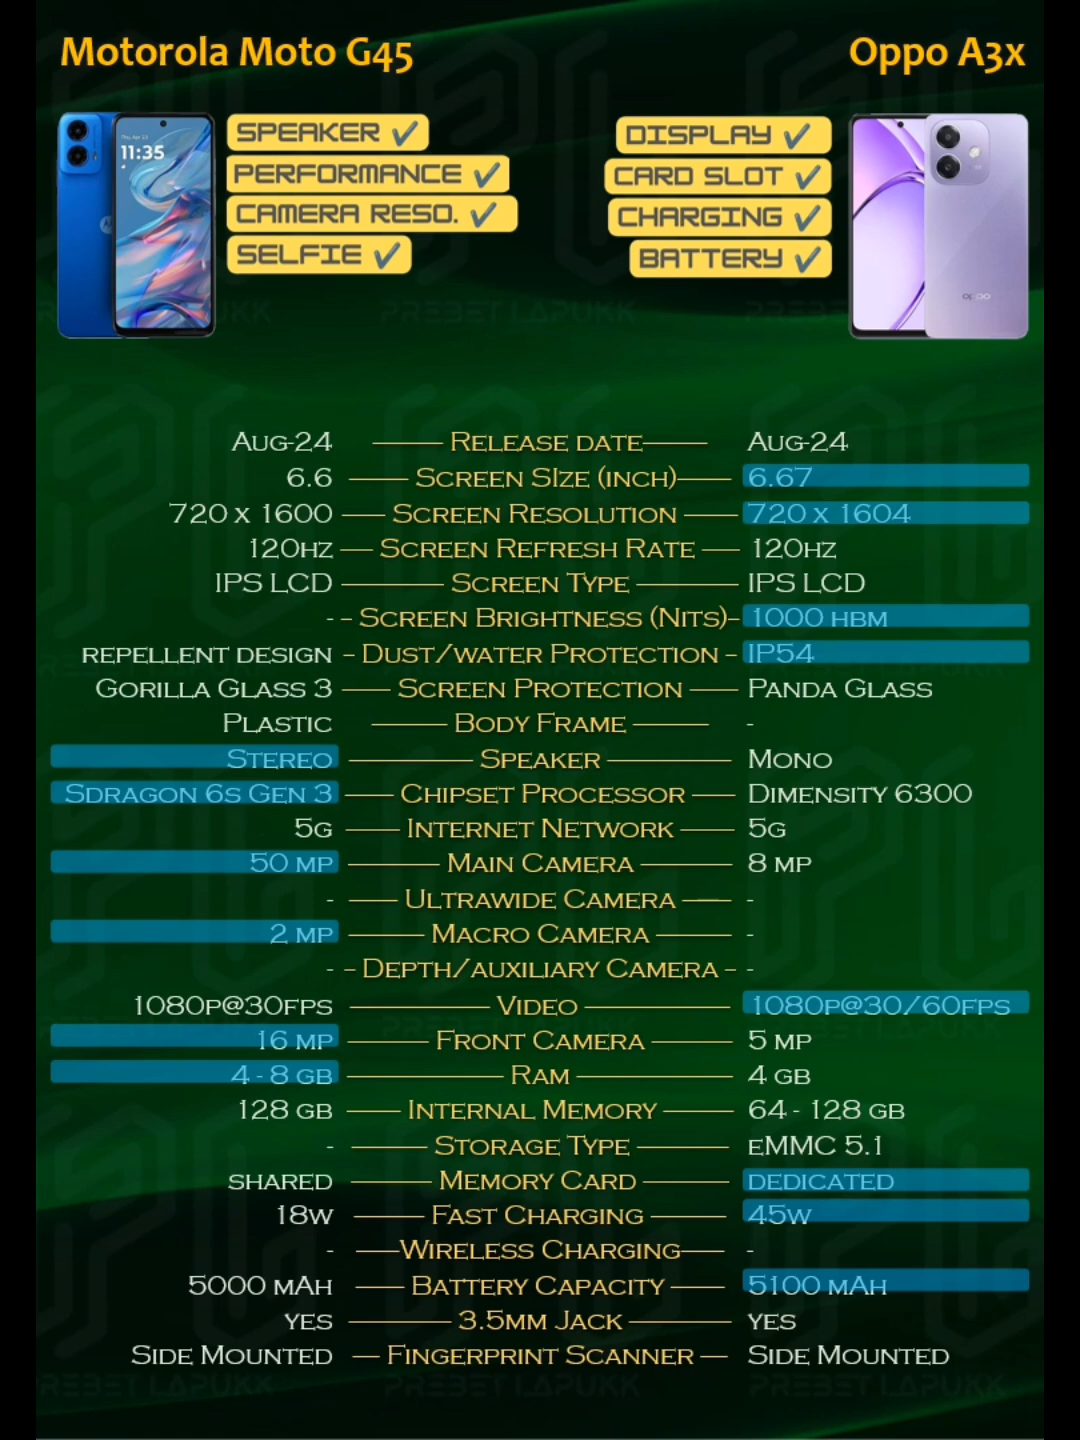 Motorola Moto G45
Oppo A3x
SPEAKER ✔
PERFORMANCE ✔
CAMERA RESO. ✔
SELFIE ✔
DISPLAY ✔
CARD SLOT ✔
CHARGING ✔
BATTERY ✔
Thu, Apr 23
11:35
oppo
AUG-24 RELEASE DATE AUG-24
6.6 SCREEN SIZE (INCH) 6.67
720 X 1600 SCREEN RESOLUTION 720 X 1604
120HZ SCREEN REFRESH RATE 120HZ
IPS LCD SCREEN TYPE IPS LCD
- SCREEN BRIGHTNESS (NITS) 1000 HBM
REPELLENT DESIGN DUST/WATER PROTECTION IP54
GORILLA GLASS 3 SCREEN PROTECTION PANDA GLASS
PLASTIC BODY FRAME -
STEREO SPEAKER MONO
SDRAGON 6S GEN 3 CHIPSET PROCESSOR DIMENSITY 6300
5G INTERNET NETWORK 5G
50 MP MAIN CAMERA 8 MP
- ULTRAWIDE CAMERA -
2 MP MACRO CAMERA -
- DEPTH/AUXILIARY CAMERA -
1080P@30FPS VIDEO 1080P@30/60FPS
16 MP FRONT CAMERA 5 MP
4 - 8 GB RAM 4 GB
128 GB INTERNAL MEMORY 64 - 128 GB
- STORAGE TYPE EMMC 5.1
SHARED MEMORY CARD DEDICATED
18W FAST CHARGING 45W
- WIRELESS CHARGING -
5000 MAH BATTERY CAPACITY 5100 MAH
YES 3.5MM JACK YES
SIDE MOUNTED FINGERPRINT SCANNER SIDE MOUNTED
PREBET LAPUKK